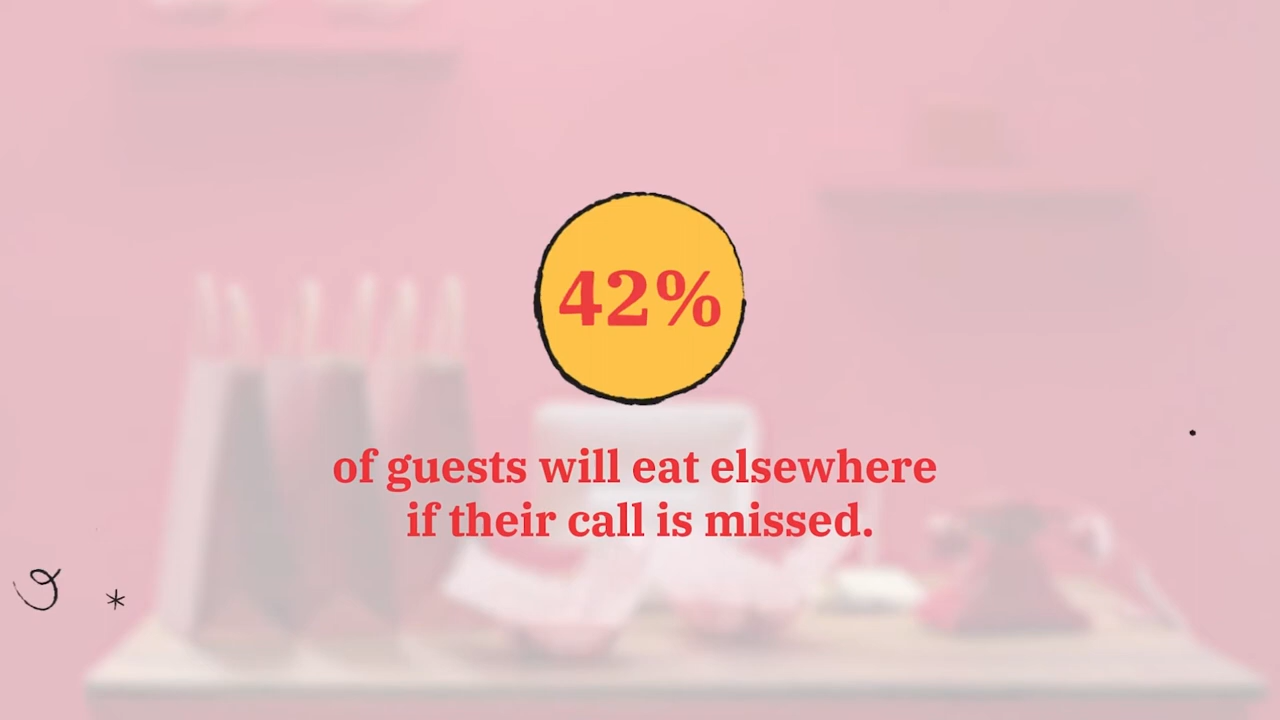 42%
of guests will eat elsewhere
if their call is missed.